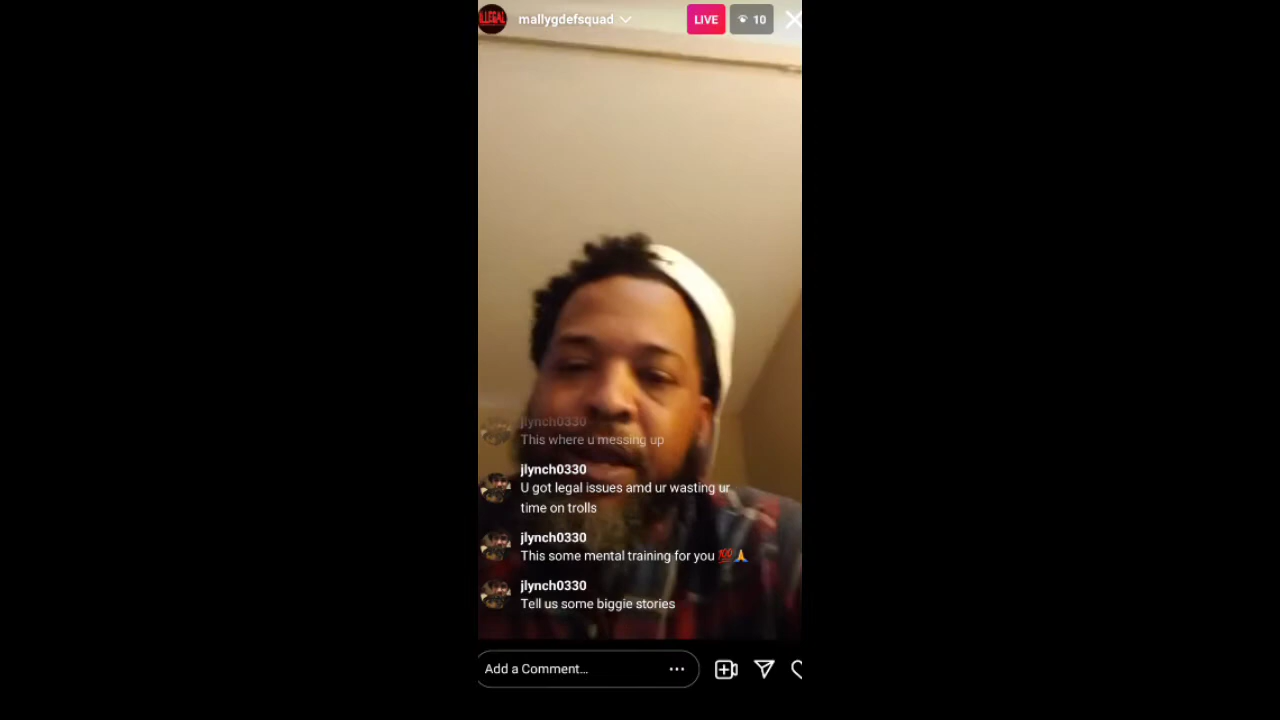 ILLEGAL
mallygdefsquad
LIVE
10
jlynch0330
This where u messing up
jlynch0330
U got legal issues amd ur wasting ur
time on trolls
jlynch0330
This some mental training for you 💯🙏
jlynch0330
Tell us some biggie stories
Add a Comment...